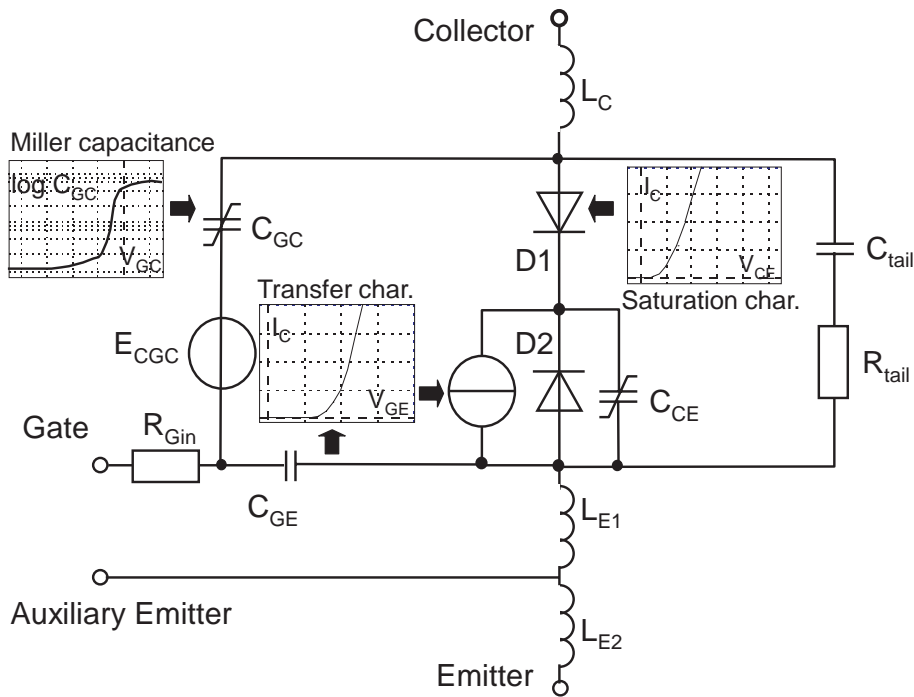 Collector
L_C
Miller capacitance
log C_GC
V_GC
C_GC
D1
I_C
V_CE
Saturation char.
C_tail
R_tail
Transfer char.
I_C
V_GE
E_CGC
D2
C_CE
Gate
R_Gin
C_GE
L_E1
Auxiliary Emitter
L_E2
Emitter